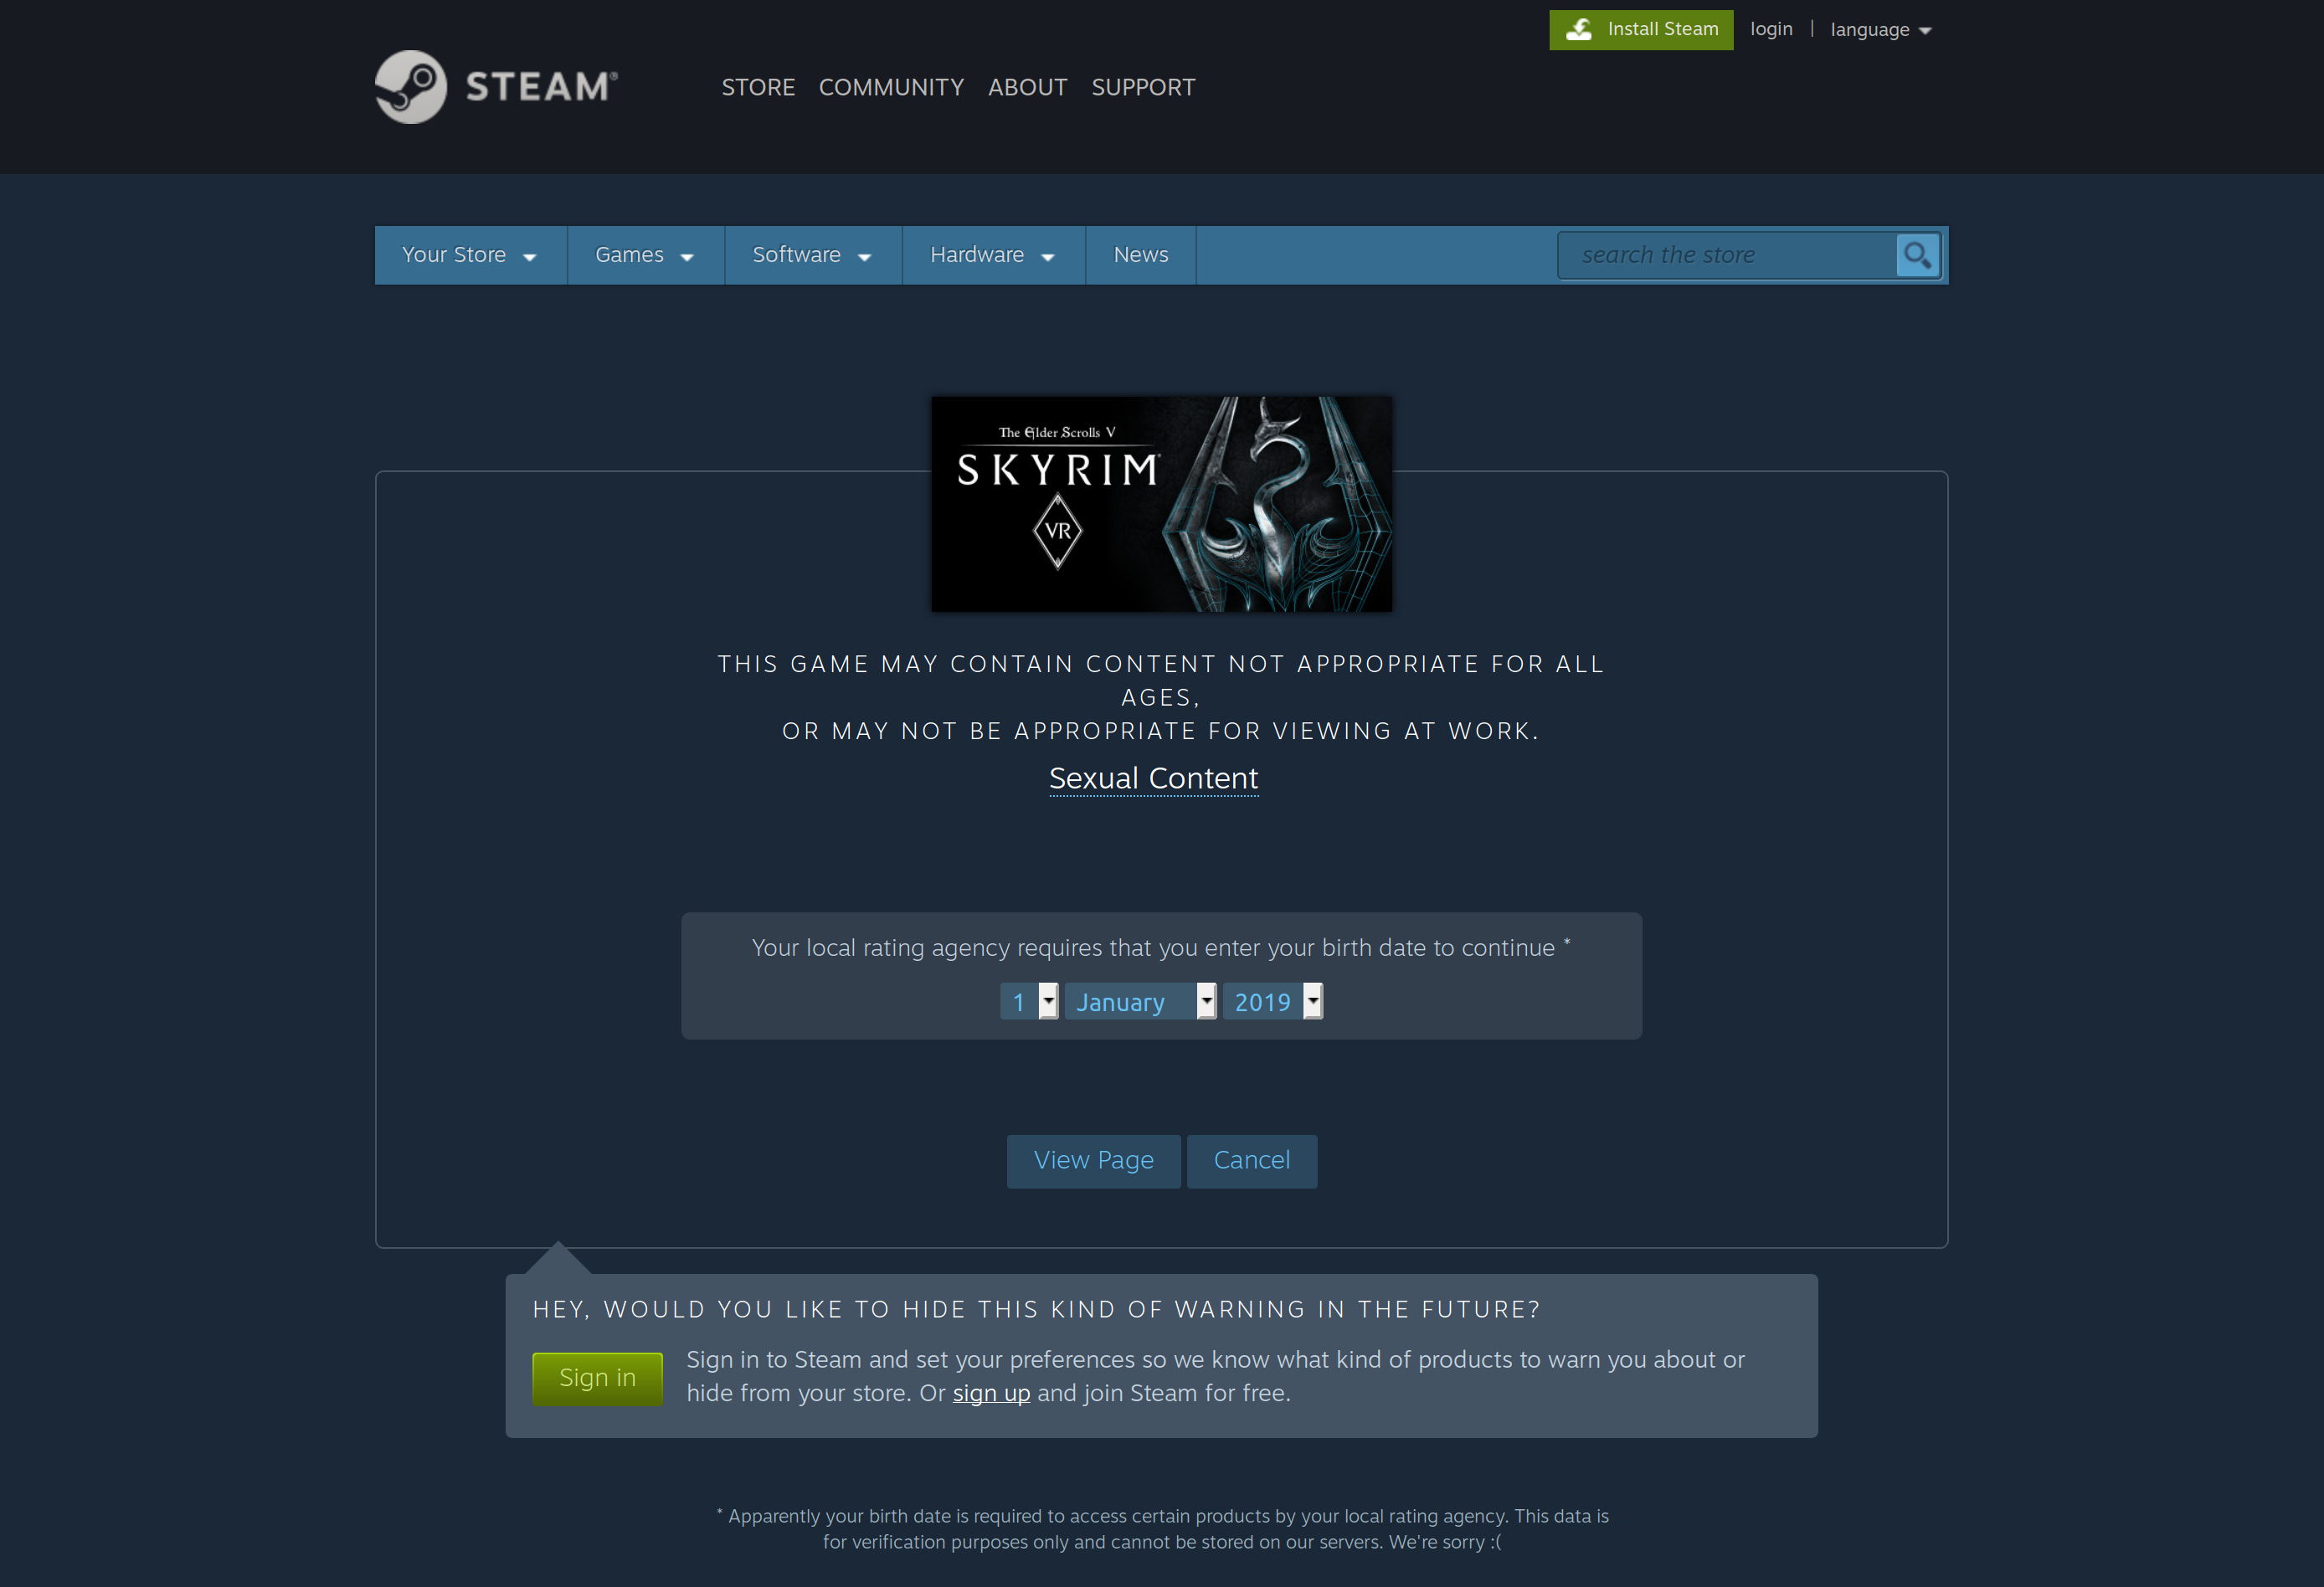 Install Steam login | language
STEAM®
STORE COMMUNITY ABOUT SUPPORT
Your Store Games Software Hardware News search the store
The Elder Scrolls V
SKYRIM
VR
THIS GAME MAY CONTAIN CONTENT NOT APPROPRIATE FOR ALL
AGES,
OR MAY NOT BE APPROPRIATE FOR VIEWING AT WORK.
Sexual Content
Your local rating agency requires that you enter your birth date to continue *
1 January 2019
View Page Cancel
HEY, WOULD YOU LIKE TO HIDE THIS KIND OF WARNING IN THE FUTURE?
Sign in
Sign in to Steam and set your preferences so we know what kind of products to warn you about or
hide from your store. Or sign up and join Steam for free.
* Apparently your birth date is required to access certain products by your local rating agency. This data is
for verification purposes only and cannot be stored on our servers. We're sorry :(